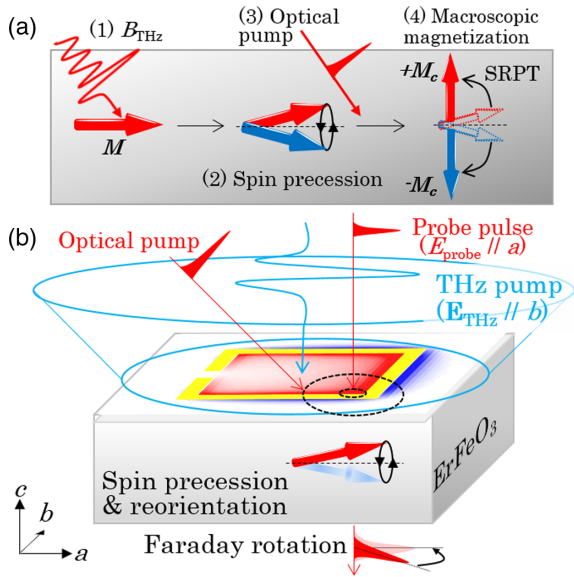 (a)
(1) B_THz
(3) Optical
pump
(4) Macroscopic
magnetization
+M_c
SRPT
M
(2) Spin precession
-M_c
(b)
Optical pump
Probe pulse
(E_probe // a)
THz pump
(E_THz // b)
ErFeO_3
Spin precession
& reorientation
c
b
a
Faraday rotation